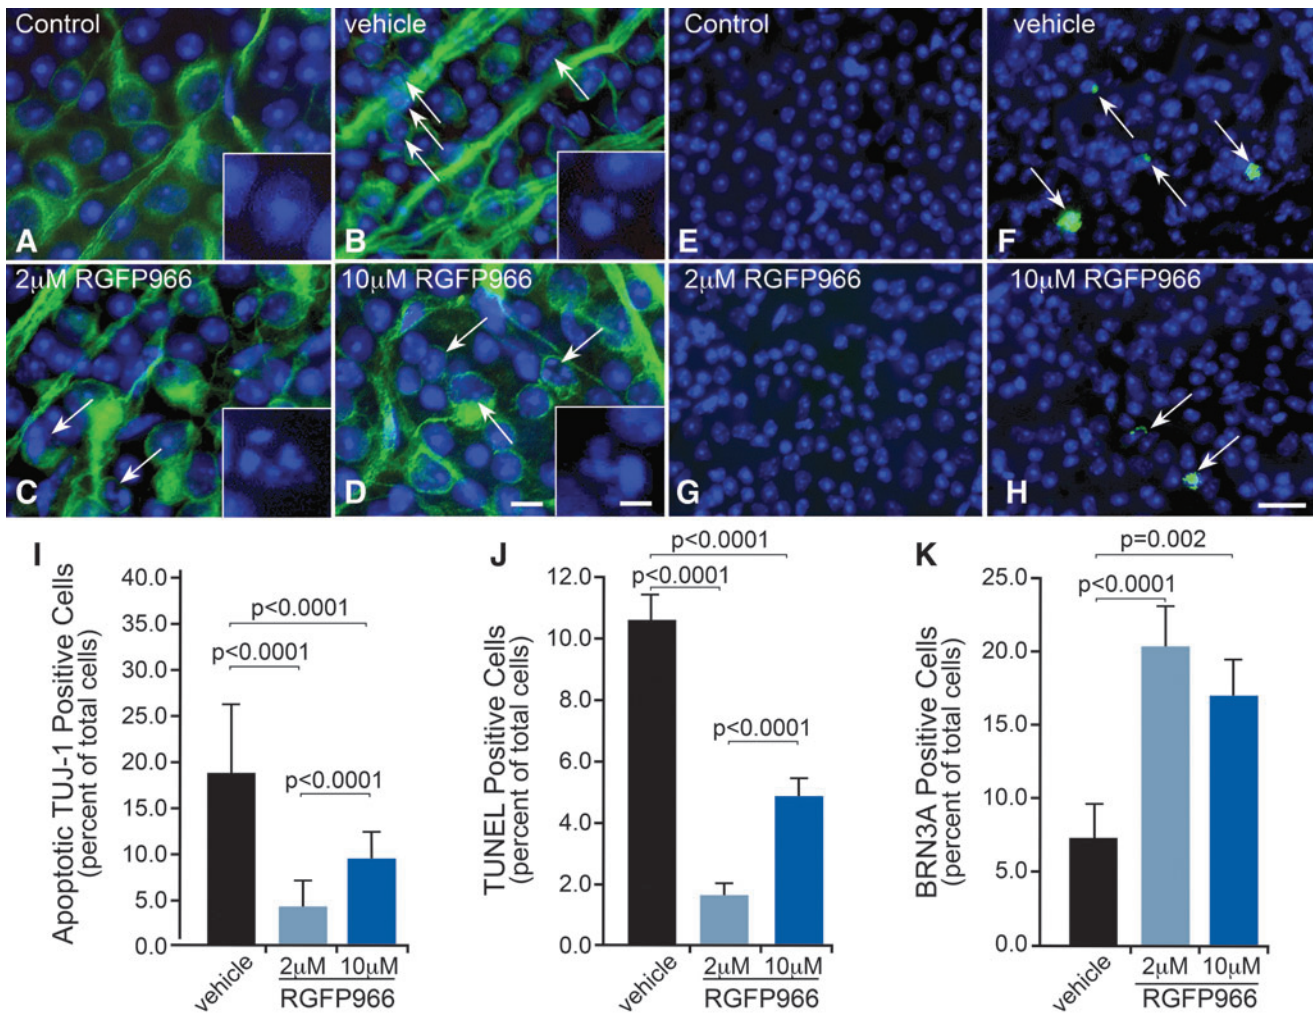 Control
vehicle
Control
vehicle
A
B
E
F
2μM RGFP966
10μM RGFP966
10μM RGFP966
C
D
G
H
I
Apoptotic TUJ-1 Positive Cells
(percent of total cells)
40.0
35.0
30.0
25.0
20.0
15.0
10.0
5.0
0.0
p<0.0001
p<0.0001
p<0.0001
vehicle
2μM
10μM
RGFP966
J
TUNEL Positive Cells
(percent of total cells)
12.0
10.0
8.0
6.0
4.0
2.0
0.0
p<0.0001
p<0.0001
p<0.0001
vehicle
2μM
10μM
RGFP966
K
BRN3A Positive Cells
(percent of total cells)
25.0
20.0
15.0
10.0
5.0
0.0
p=0.002
p<0.0001
vehicle
2μM
10μM
RGFP966
2μM RGFP966